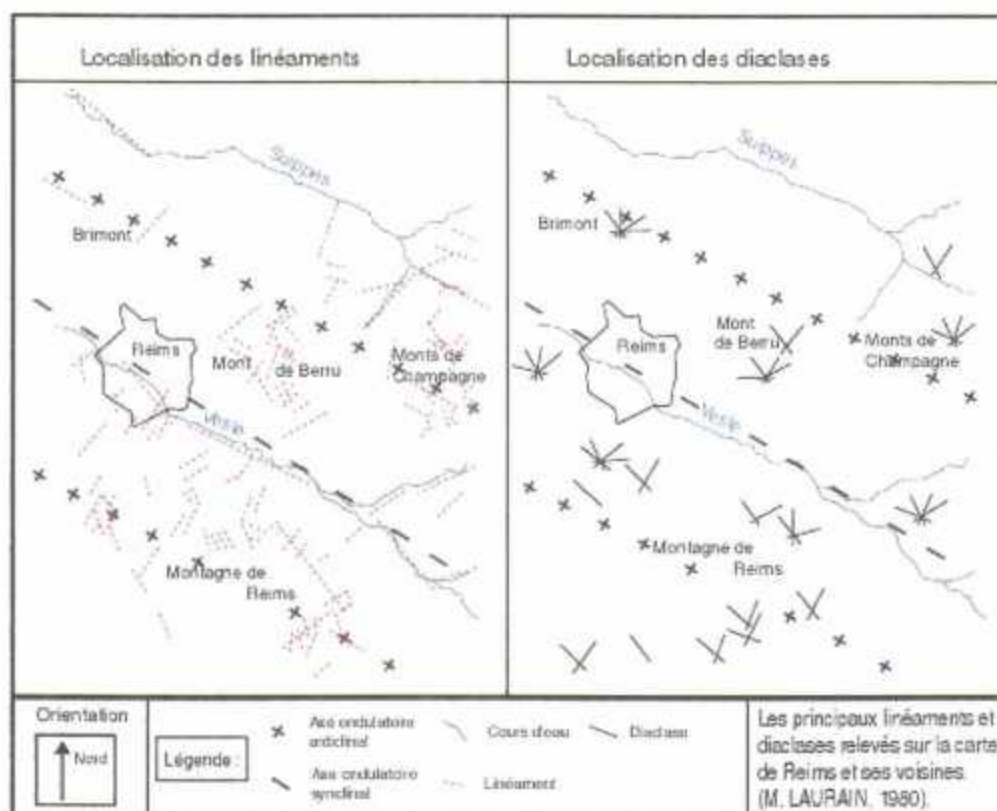 Localisation des linéaments
Localisation des diaclases
Suippes
Brimont
Reims
Mont de Berru
Monts de
Champagne
Vesle
Montagne de
Reims
Suippes
Brimont
Reims
Mont
de Berru
Monts de
Champagne
Vesle
Montagne de
Reims
Orientation
Nord
Légende :
Axe ondulatoire
anticlinal
Axe ondulatoire
synclinal
Cours d'eau
Linéament
Diaclase
Les principaux linéaments et
diaclases relevés sur la carte
de Reims et ses voisines.
(M. LAURAIN, 1980)